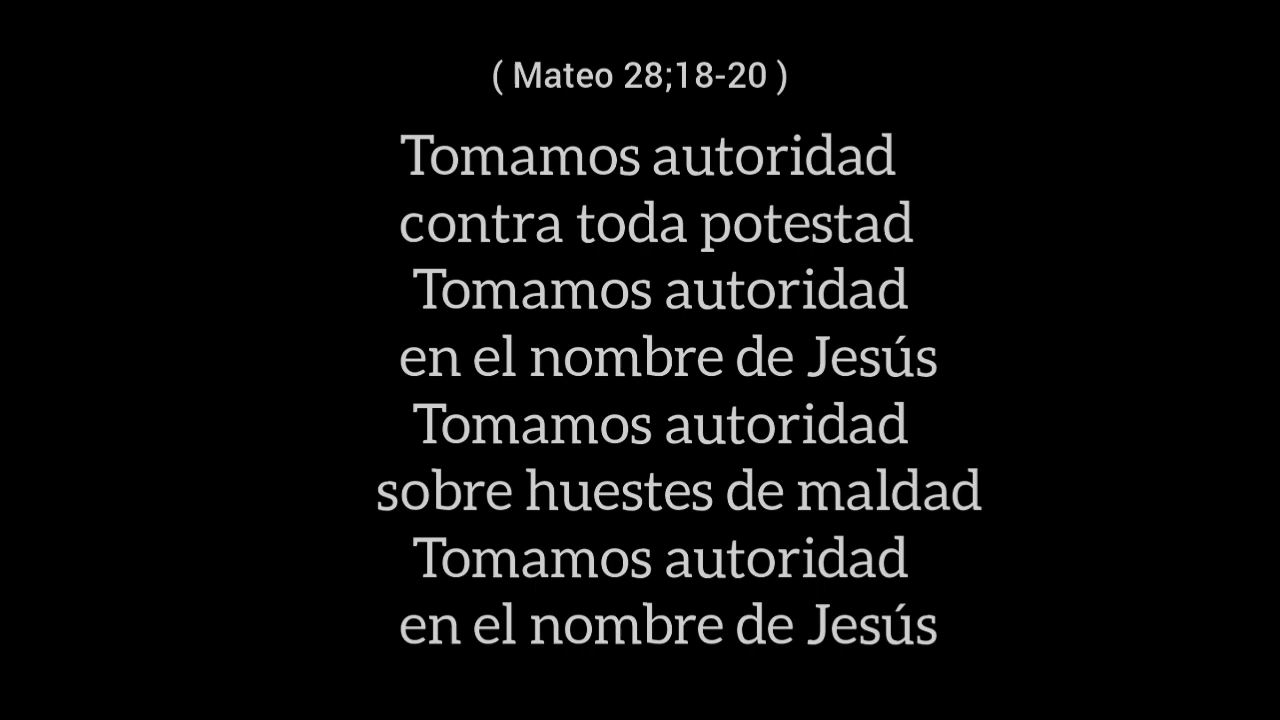 ( Mateo 28;18-20 )
Tomamos autoridad
contra toda potestad
Tomamos autoridad
en el nombre de Jesús
Tomamos autoridad
sobre huestes de maldad
Tomamos autoridad
en el nombre de Jesús